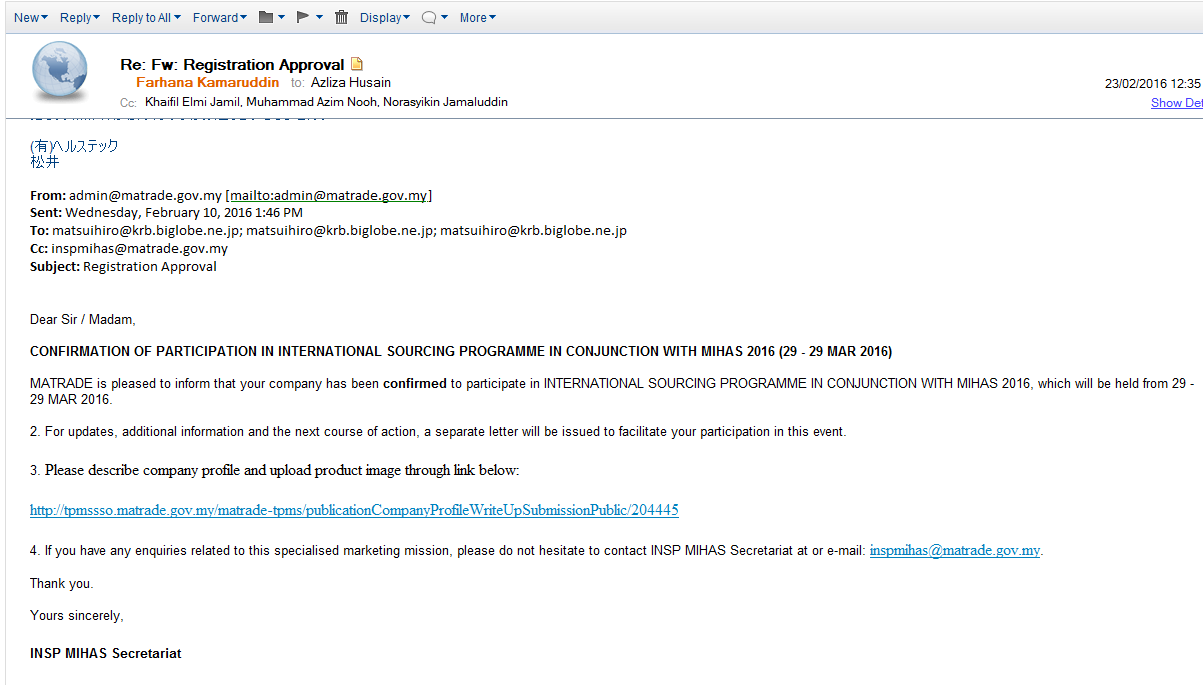 New Reply Reply to All Forward Display More
Re: Fw: Registration Approval
Farhana Kamaruddin to: Azliza Husain
23/02/2016 12:35
Cc: Khaifil Elmi Jamil, Muhammad Azim Nooh, Norasyikin Jamaluddin
Show Det
(有)ヘルステック
松井
From: admin@matrade.gov.my [mailto:admin@matrade.gov.my]
Sent: Wednesday, February 10, 2016 1:46 PM
To: matsuihiro@krb.biglobe.ne.jp; matsuihiro@krb.biglobe.ne.jp; matsuihiro@krb.biglobe.ne.jp
Cc: inspmihas@matrade.gov.my
Subject: Registration Approval
Dear Sir / Madam,
CONFIRMATION OF PARTICIPATION IN INTERNATIONAL SOURCING PROGRAMME IN CONJUNCTION WITH MIHAS 2016 (29 - 29 MAR 2016)
MATRADE is pleased to inform that your company has been confirmed to participate in INTERNATIONAL SOURCING PROGRAMME IN CONJUNCTION WITH MIHAS 2016, which will be held from 29 -
29 MAR 2016.
2. For updates, additional information and the next course of action, a separate letter will be issued to facilitate your participation in this event.
3. Please describe company profile and upload product image through link below:
http://tpmssso.matrade.gov.my/matrade-tpms/publicationCompanyProfileWriteUpSubmissionPublic/204445
4. If you have any enquiries related to this specialised marketing mission, please do not hesitate to contact INSP MIHAS Secretariat at or e-mail: inspmihas@matrade.gov.my.
Thank you.
Yours sincerely,
INSP MIHAS Secretariat